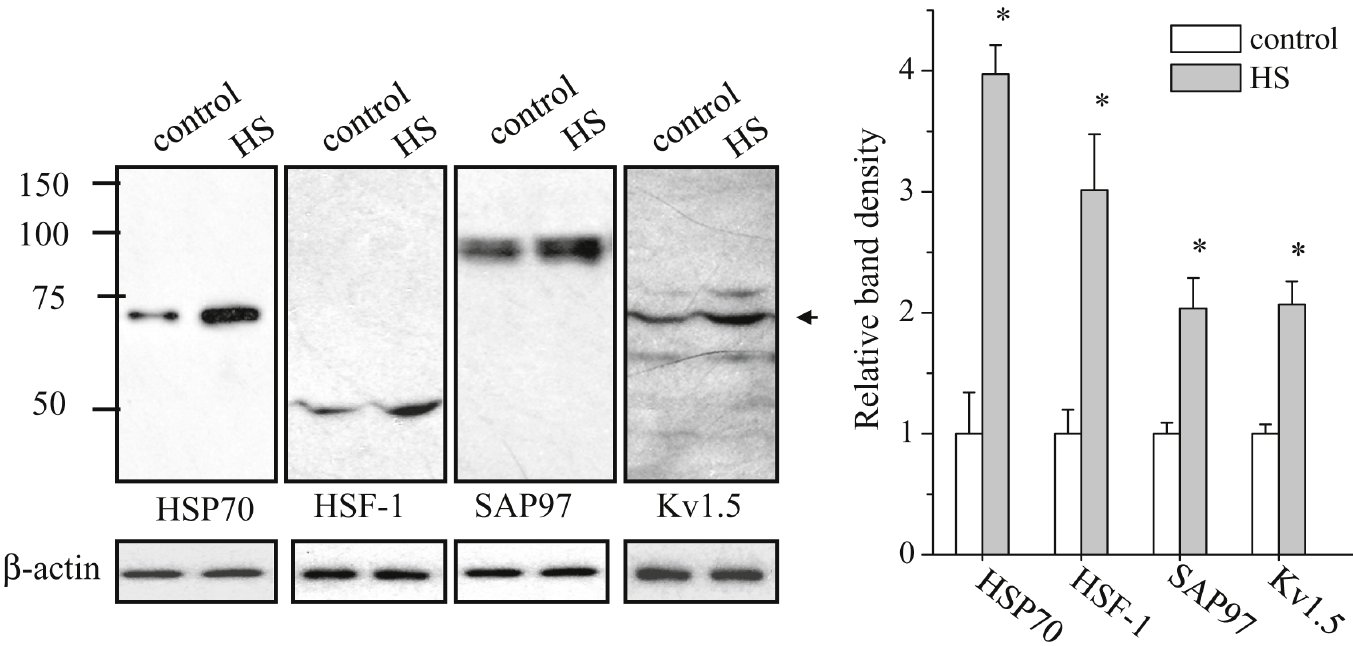 control HS control HS control HS control HS
150
100
75
50
HSP70 HSF-1 SAP97 Kv1.5
β-actin
* * * *
control
HS
Relative band density
4
3
2
1
0
HSP70 HSF-1 SAP97 Kv1.5